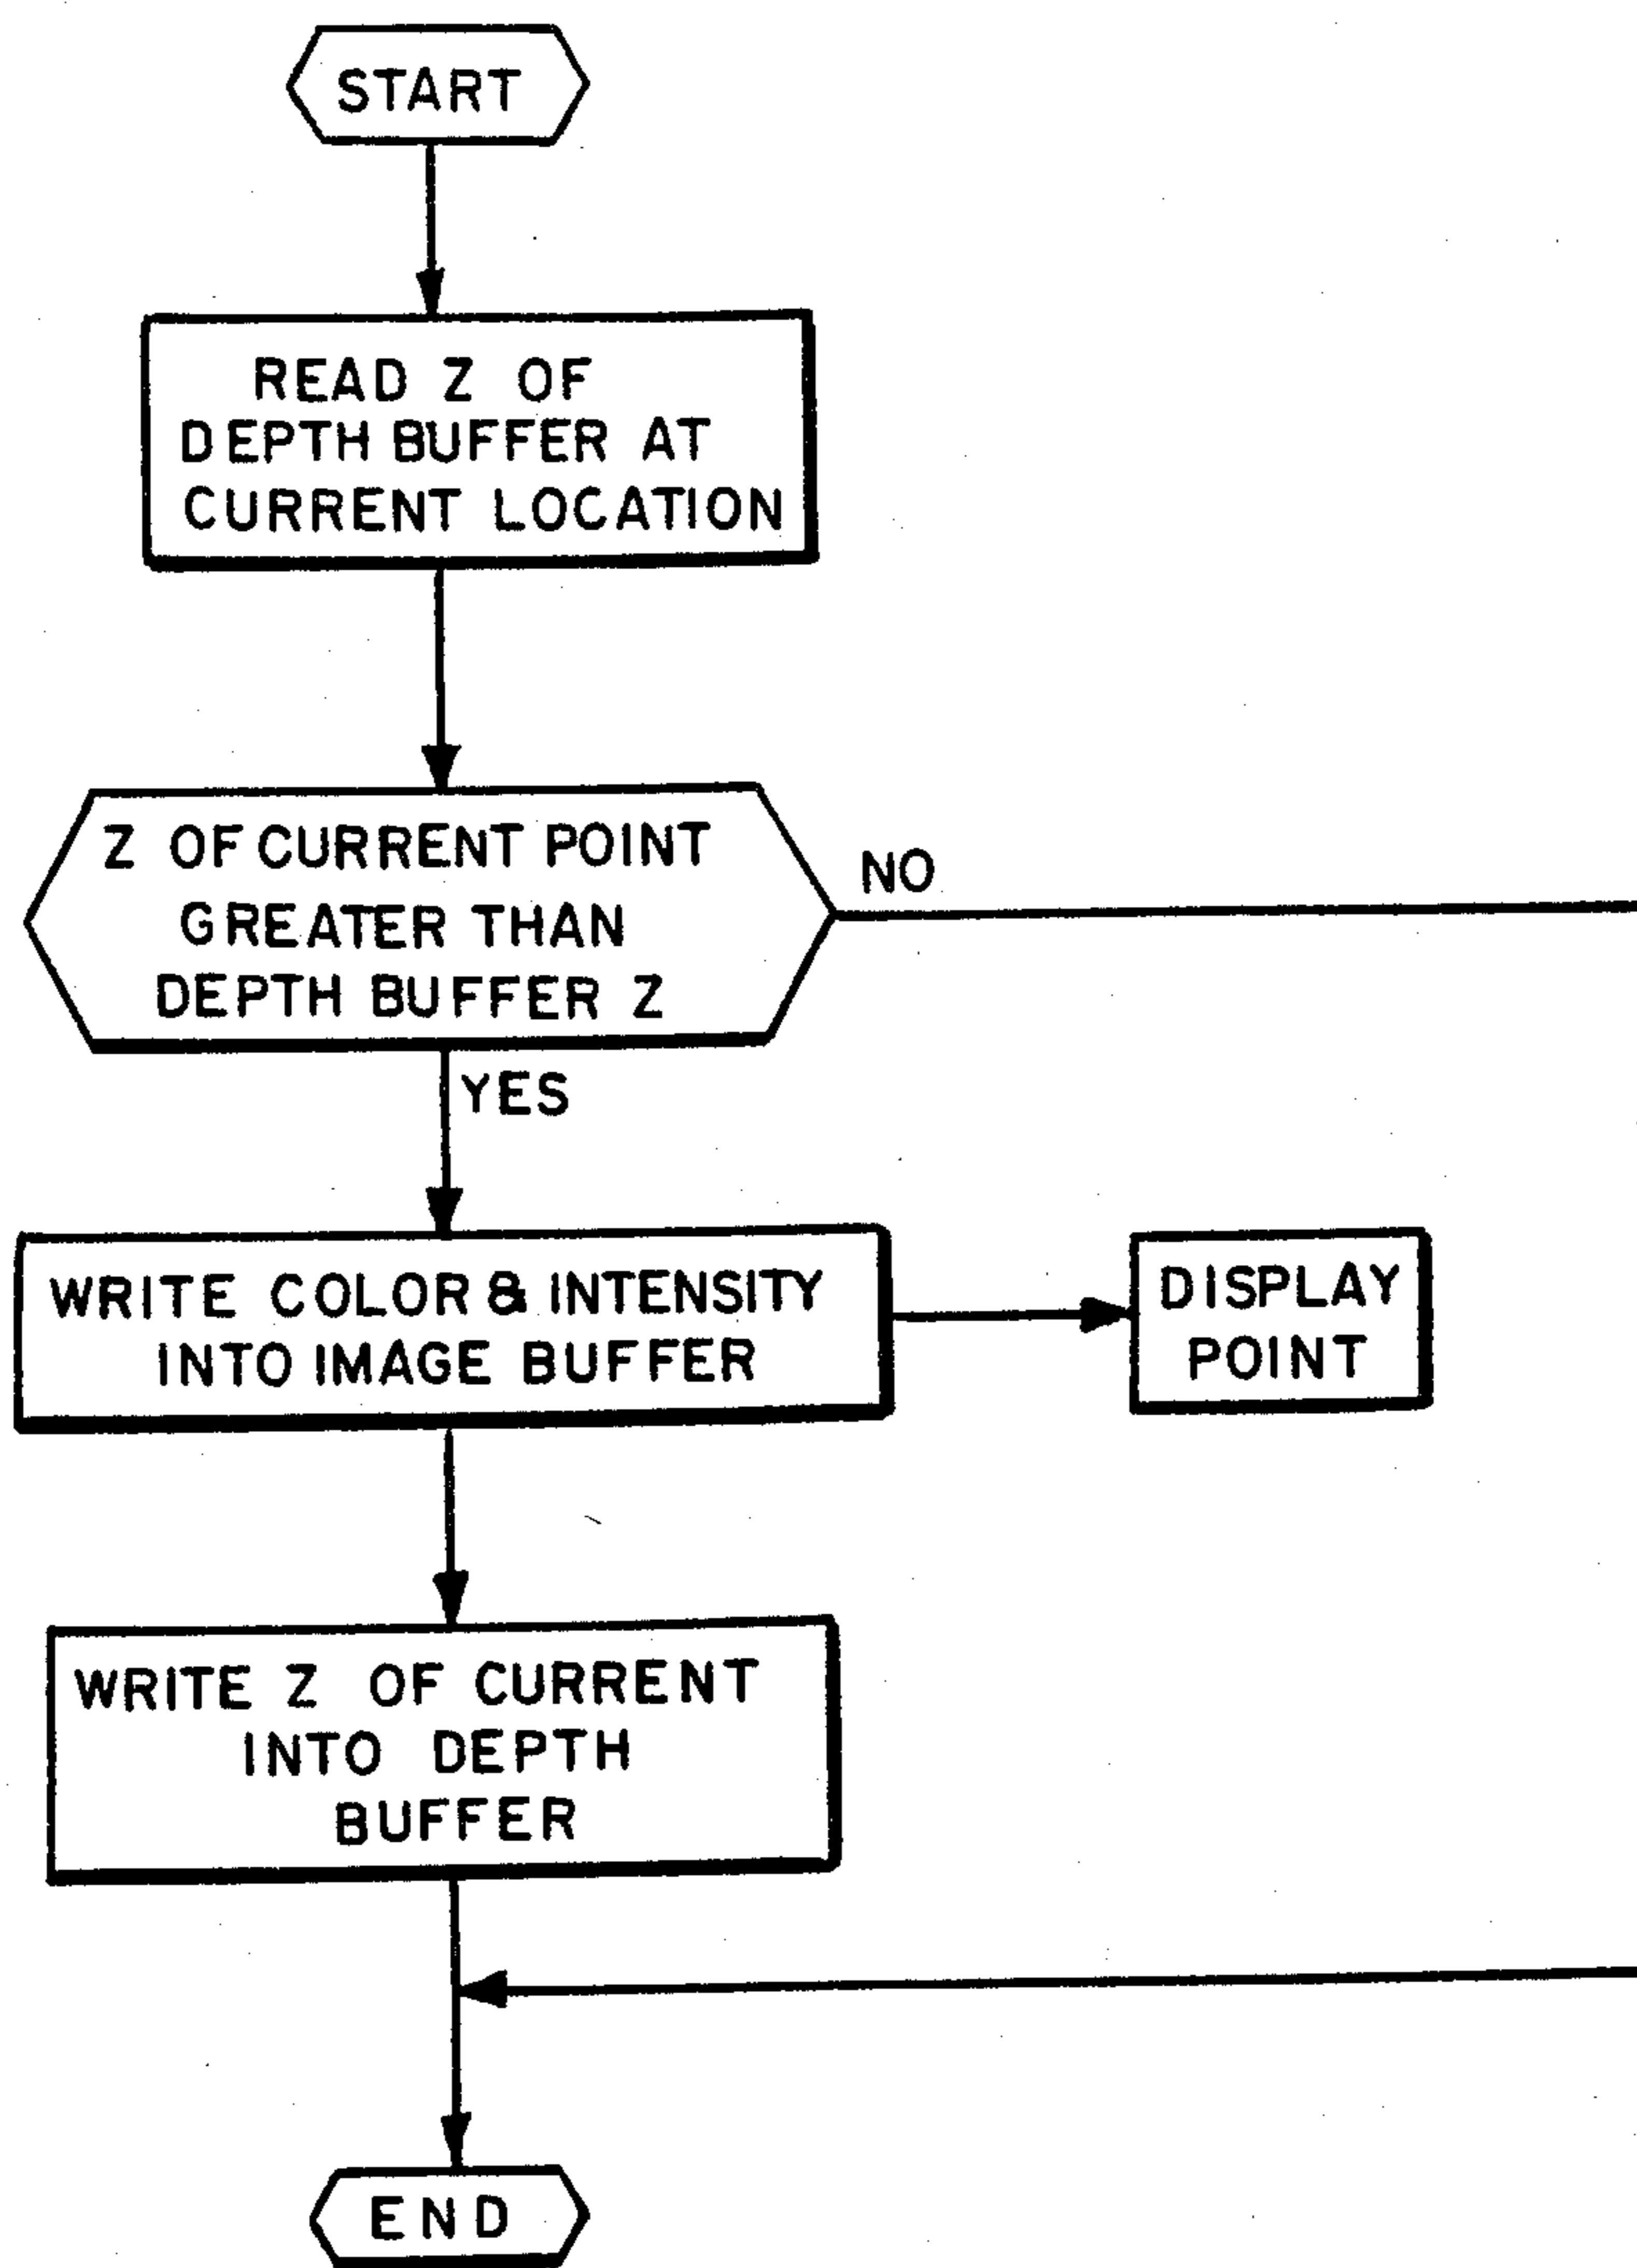 START
READ Z OF
DEPTH BUFFER AT
CURRENT LOCATION
Z OF CURRENT POINT
GREATER THAN
DEPTH BUFFER Z
NO
YES
WRITE COLOR & INTENSITY
INTO IMAGE BUFFER
DISPLAY
POINT
WRITE Z OF CURRENT
INTO DEPTH
BUFFER
END